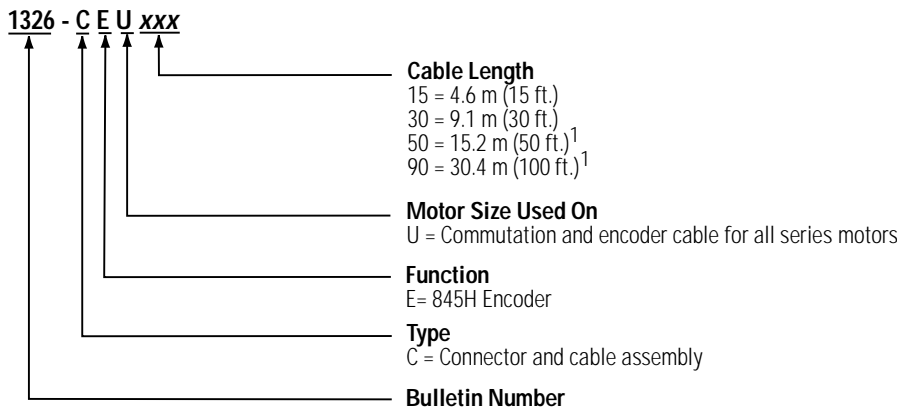 1326 - C E U xxx
Cable Length
15 = 4.6 m (15 ft.)
30 = 9.1 m (30 ft.)
50 = 15.2 m (50 ft.)1
90 = 30.4 m (100 ft.)1
Motor Size Used On
U = Commutation and encoder cable for all series motors
Function
E= 845H Encoder
Type
C = Connector and cable assembly
Bulletin Number